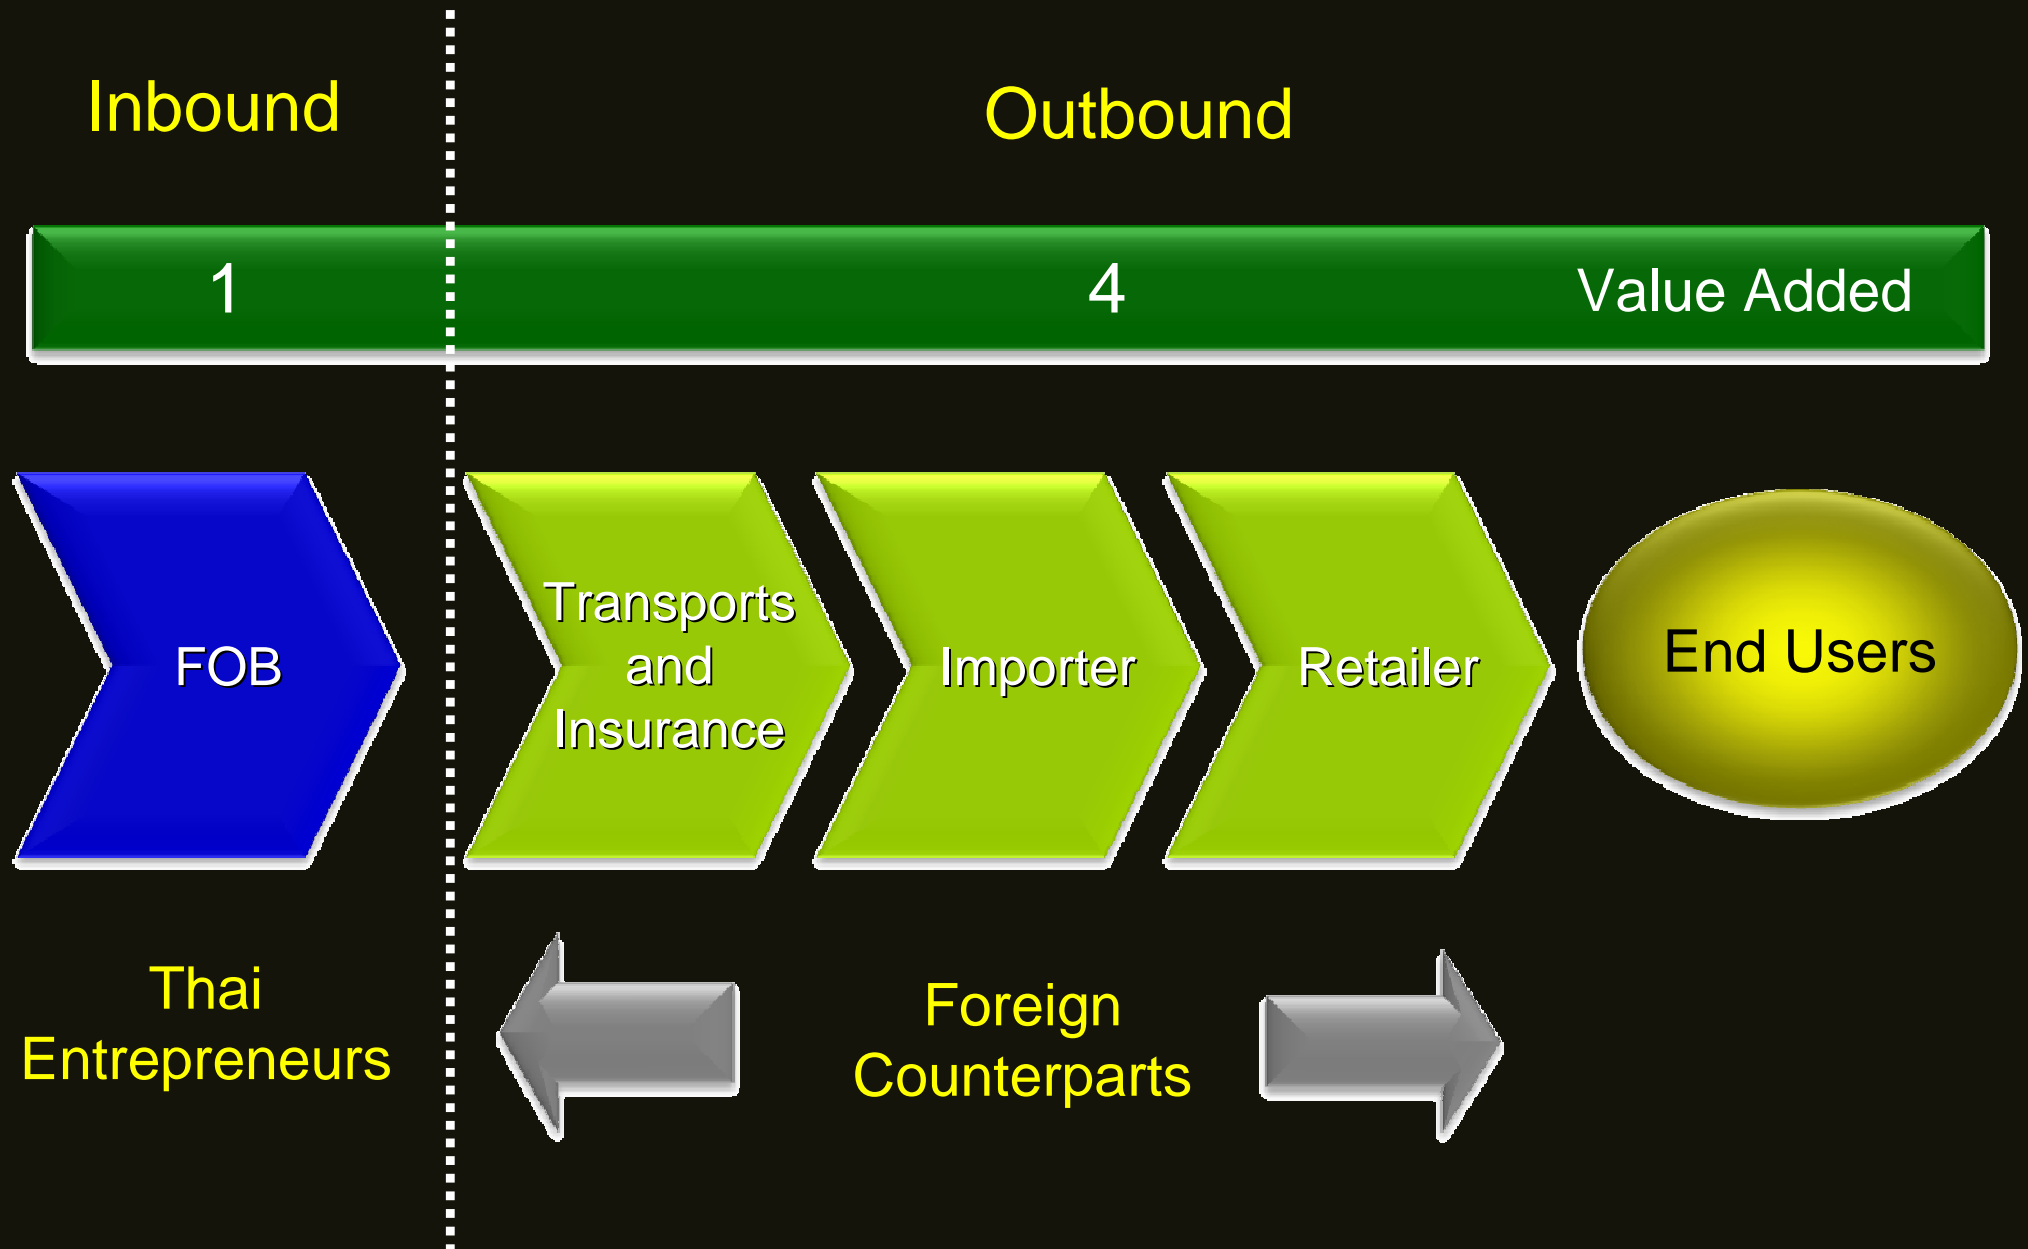 Inbound
Outbound
1
4
Value Added
FOB
Transports
and
Insurance
Importer
Retailer
End Users
Thai
Entrepreneurs
Foreign
Counterparts